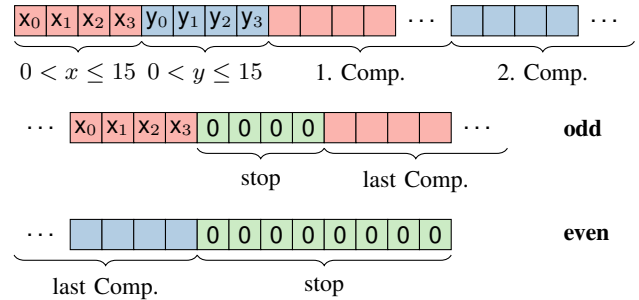 x₀ x₁ x₂ x₃ y₀ y₁ y₂ y₃ ··· ···
0 < x ≤ 15 0 < y ≤ 15 1. Comp. 2. Comp.
··· x₀ x₁ x₂ x₃ 0 0 0 0 ··· odd
stop last Comp.
··· 0 0 0 0 0 0 0 0 even
last Comp. stop